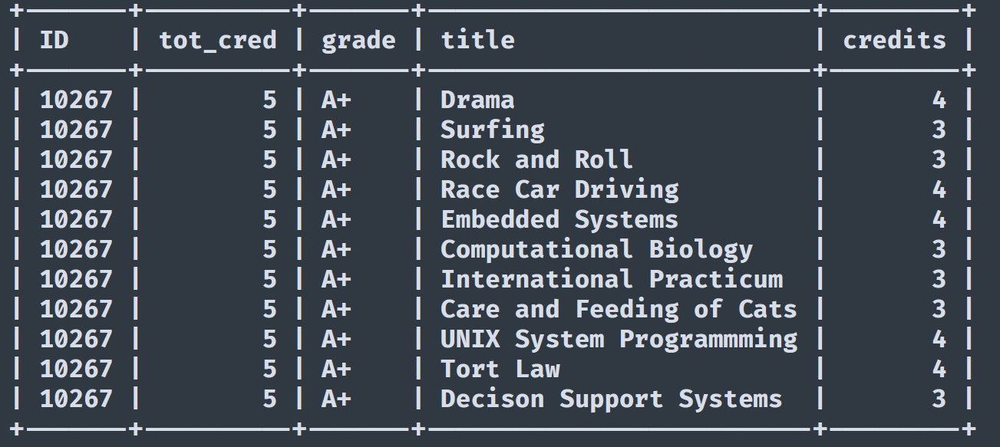 +-------+----------+-------+--------------------------+---------+
| ID    | tot_cred | grade | title                    | credits |
+-------+----------+-------+--------------------------+---------+
| 10267 |        5 | A+    | Drama                    |       4 |
| 10267 |        5 | A+    | Surfing                  |       3 |
| 10267 |        5 | A+    | Rock and Roll            |       3 |
| 10267 |        5 | A+    | Race Car Driving         |       4 |
| 10267 |        5 | A+    | Embedded Systems         |       4 |
| 10267 |        5 | A+    | Computational Biology    |       3 |
| 10267 |        5 | A+    | International Practicum  |       3 |
| 10267 |        5 | A+    | Care and Feeding of Cats |       3 |
| 10267 |        5 | A+    | UNIX System Programmming |       4 |
| 10267 |        5 | A+    | Tort Law                 |       4 |
| 10267 |        5 | A+    | Decison Support Systems  |       3 |
+-------+----------+-------+--------------------------+---------+